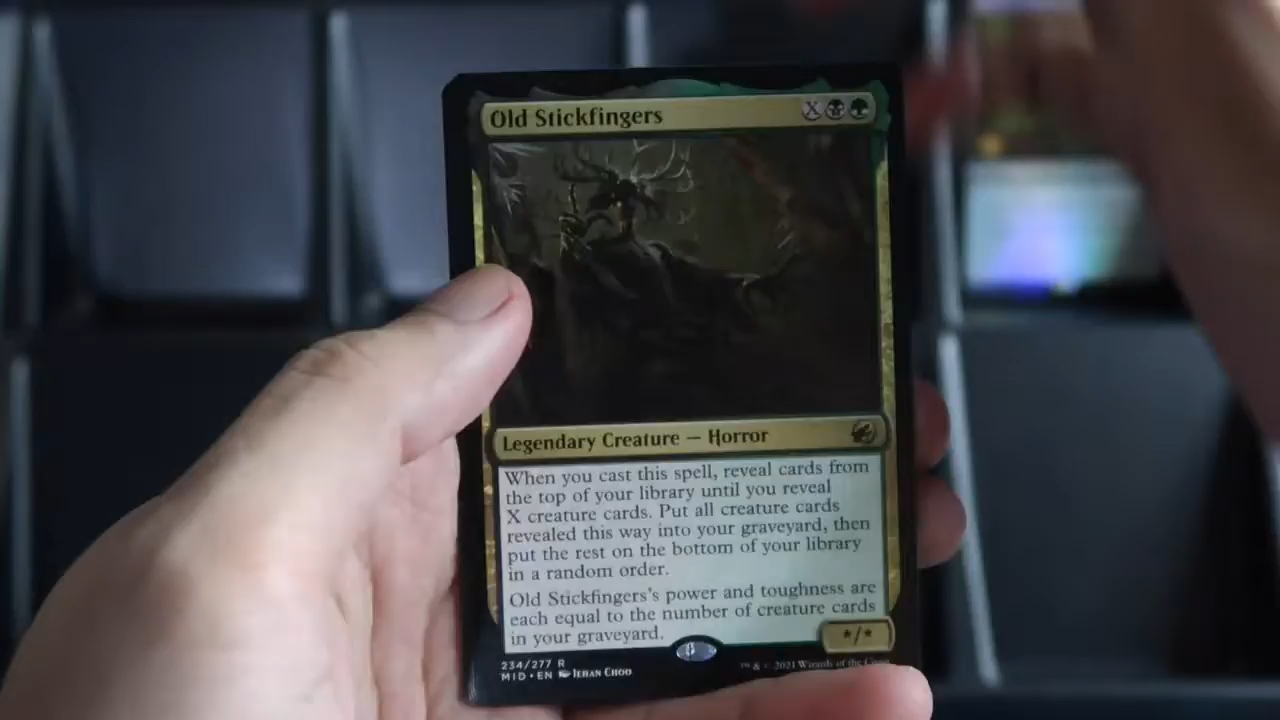 Old Stickfingers X
Legendary Creature — Horror
When you cast this spell, reveal cards from
the top of your library until you reveal
X creature cards. Put all creature cards
revealed this way into your graveyard, then
put the rest on the bottom of your library
in a random order.
Old Stickfingers's power and toughness are
each equal to the number of creature cards
in your graveyard.
*/*
234/277 R
MID • EN JEHAN CHOO
™ & © 2021 Wizards of the Coast